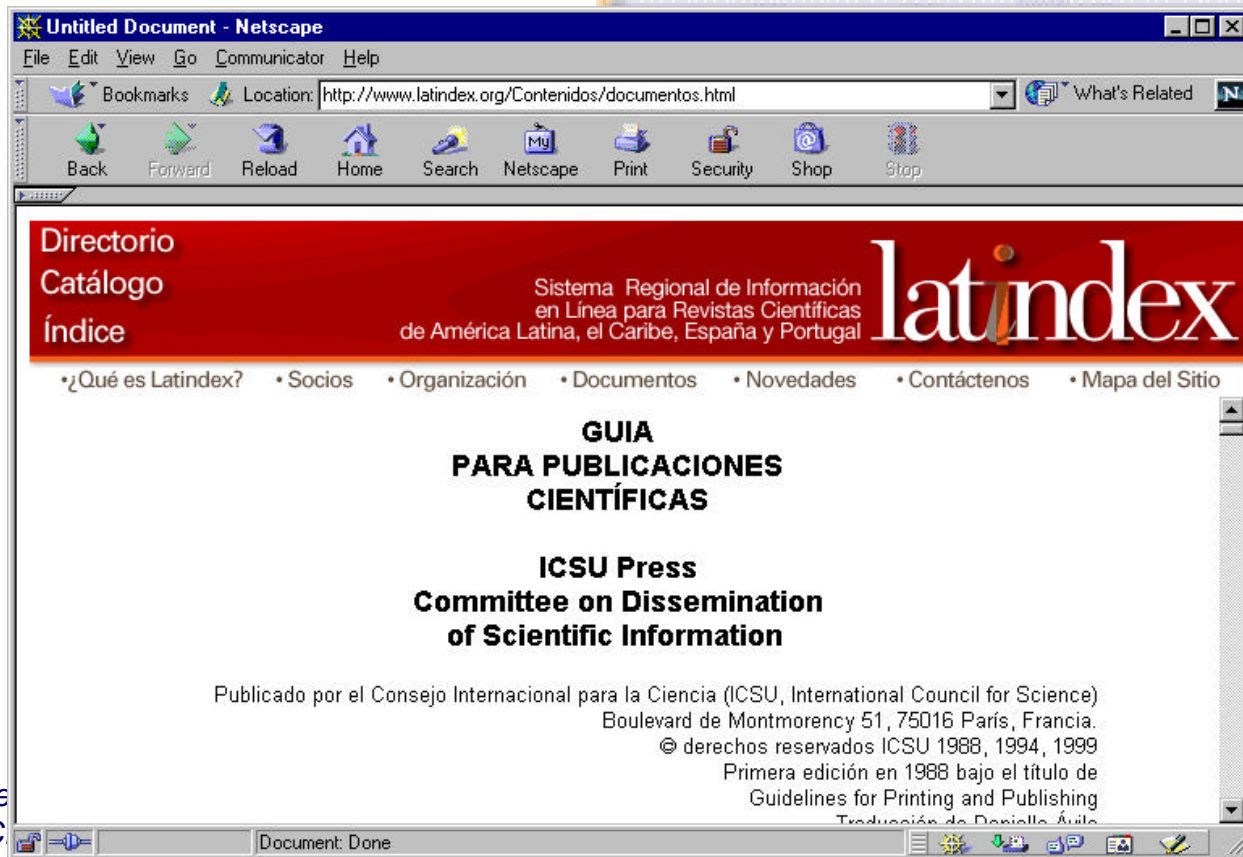 Untitled Document - Netscape
File Edit View Go Communicator Help
Bookmarks Location: http://www.latindex.org/Contenidos/documentos.html What's Related N
Back Forward Reload Home Search Netscape Print Security Shop Stop
My
Directorio
Catálogo
Índice
Sistema Regional de Información
en Línea para Revistas Científicas
de América Latina, el Caribe, España y Portugal
latindex
•¿Qué es Latindex? • Socios • Organización • Documentos • Novedades • Contáctenos • Mapa del Sitio
GUIA
PARA PUBLICACIONES
CIENTÍFICAS
ICSU Press
Committee on Dissemination
of Scientific Information
Publicado por el Consejo Internacional para la Ciencia (ICSU, International Council for Science)
Boulevard de Montmorency 51, 75016 París, Francia.
© derechos reservados ICSU 1988, 1994, 1999
Primera edición en 1988 bajo el título de
Guidelines for Printing and Publishing
Traducción de Danielle Ávila
Document: Done